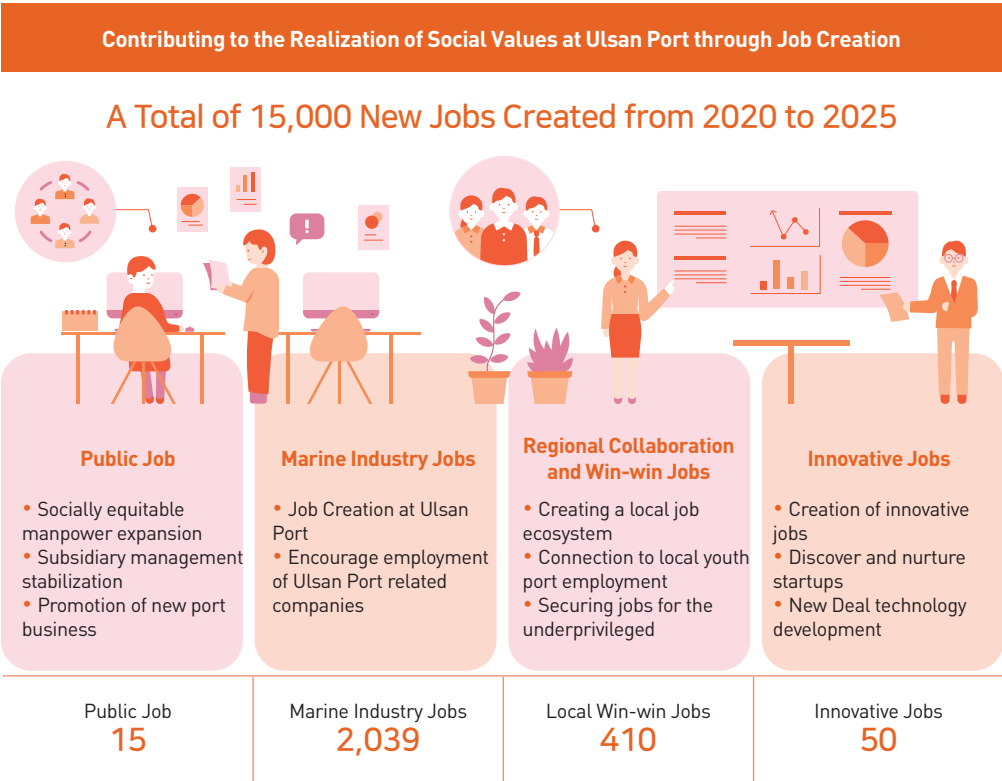 Contributing to the Realization of Social Values at Ulsan Port through Job Creation
A Total of 15,000 New Jobs Created from 2020 to 2025
!
Public Job
• Socially equitable
manpower expansion
• Subsidiary management
stabilization
• Promotion of new port
business
Marine Industry Jobs
• Job Creation at Ulsan
Port
• Encourage employment
of Ulsan Port related
companies
Regional Collaboration
and Win-win Jobs
• Creating a local job
ecosystem
• Connection to local youth
port employment
• Securing jobs for the
underprivileged
Innovative Jobs
• Creation of innovative
jobs
• Discover and nurture
startups
• New Deal technology
development
Public Job
15
Marine Industry Jobs
2,039
Local Win-win Jobs
410
Innovative Jobs
50